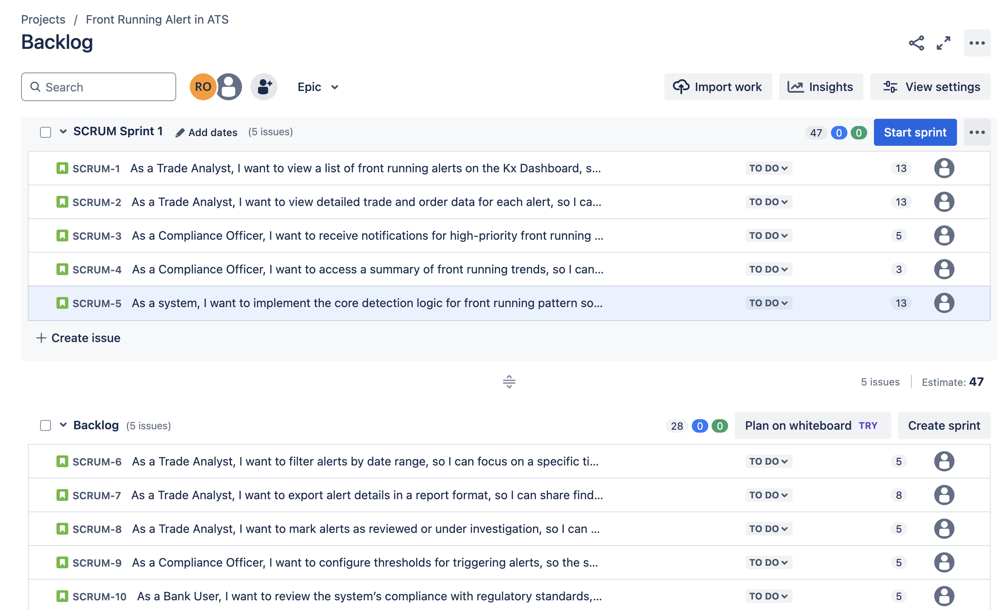 Projects / Front Running Alert in ATS
Backlog
Search RO Epic Import work Insights View settings
SCRUM Sprint 1 Add dates (5 issues) 47 0 0 Start sprint
SCRUM-1 As a Trade Analyst, I want to view a list of front running alerts on the Kx Dashboard, s... TO DO 13
SCRUM-2 As a Trade Analyst, I want to view detailed trade and order data for each alert, so I ca... TO DO 13
SCRUM-3 As a Compliance Officer, I want to receive notifications for high-priority front running ... TO DO 5
SCRUM-4 As a Compliance Officer, I want to access a summary of front running trends, so I can... TO DO 3
SCRUM-5 As a system, I want to implement the core detection logic for front running pattern so... TO DO 13
Create issue
5 issues Estimate: 47
Backlog (5 issues) 28 0 0 Plan on whiteboard TRY Create sprint
SCRUM-6 As a Trade Analyst, I want to filter alerts by date range, so I can focus on a specific ti... TO DO 5
SCRUM-7 As a Trade Analyst, I want to export alert details in a report format, so I can share find... TO DO 8
SCRUM-8 As a Trade Analyst, I want to mark alerts as reviewed or under investigation, so I can ... TO DO 5
SCRUM-9 As a Compliance Officer, I want to configure thresholds for triggering alerts, so the s... TO DO 5
SCRUM-10 As a Bank User, I want to review the system’s compliance with regulatory standards,... TO DO 5